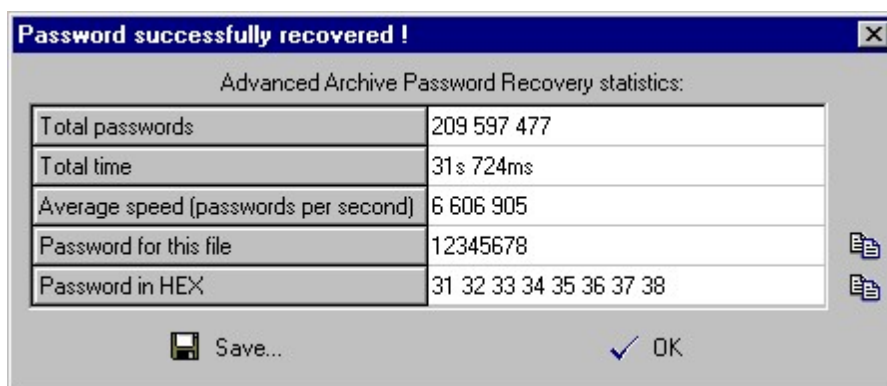 Password successfully recovered !
Advanced Archive Password Recovery statistics:
Total passwords 209 597 477
Total time 31s 724ms
Average speed (passwords per second) 6 606 905
Password for this file 12345678
Password in HEX 31 32 33 34 35 36 37 38
Save... OK